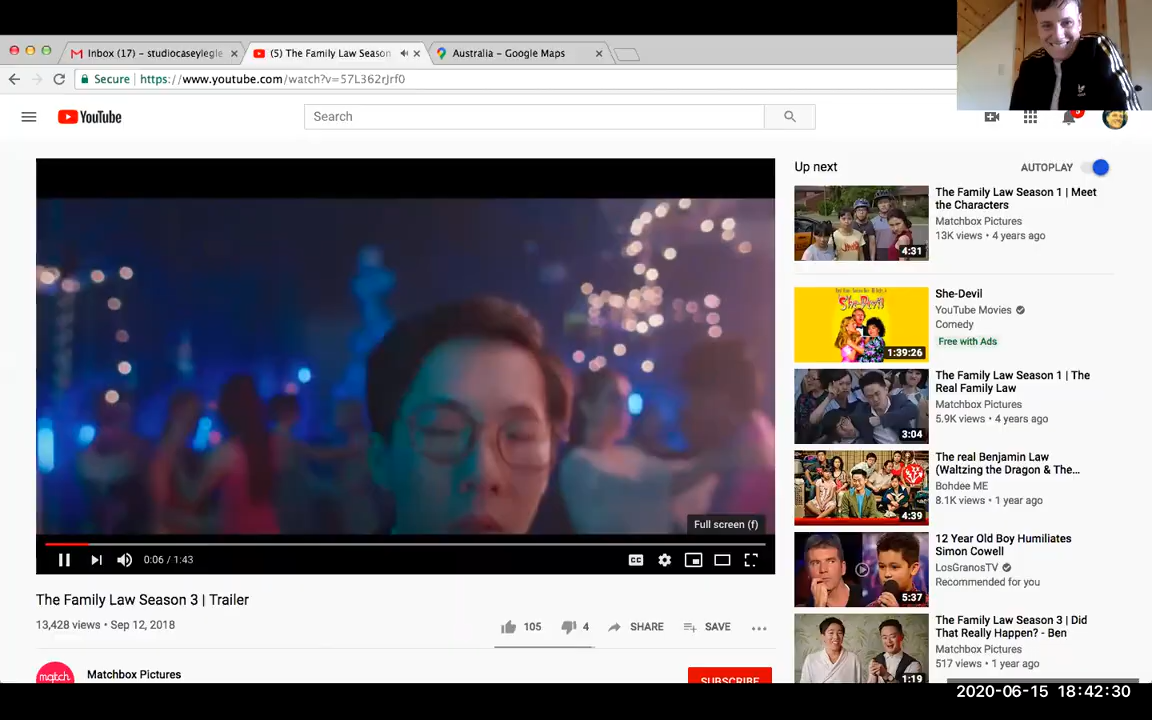 Inbox (17) - studiocaseylegle
(5) The Family Law Season
Australia - Google Maps
Secure
https://www.youtube.com/watch?v=57L362rJrf0
YouTube
Search
Up next
AUTOPLAY
The Family Law Season 1 | Meet
the Characters
Matchbox Pictures
13K views • 4 years ago
4:31
She-Devil
She-Devil
YouTube Movies
Comedy
Free with Ads
1:39:26
The Family Law Season 1 | The
Real Family Law
Matchbox Pictures
5.9K views • 4 years ago
3:04
The real Benjamin Law
(Waltzing the Dragon & The...
Bohdee ME
8.1K views • 1 year ago
4:39
12 Year Old Boy Humiliates
Simon Cowell
LosGranosTV
Recommended for you
5:37
The Family Law Season 3 | Did
That Really Happen? - Ben
Matchbox Pictures
517 views • 1 year ago
1:19
Full screen (f)
0:06 / 1:43
CC
The Family Law Season 3 | Trailer
13,428 views • Sep 12, 2018
105
4
SHARE
SAVE
match
Matchbox Pictures
SUBSCRIBE
2020-06-15 18:42:30